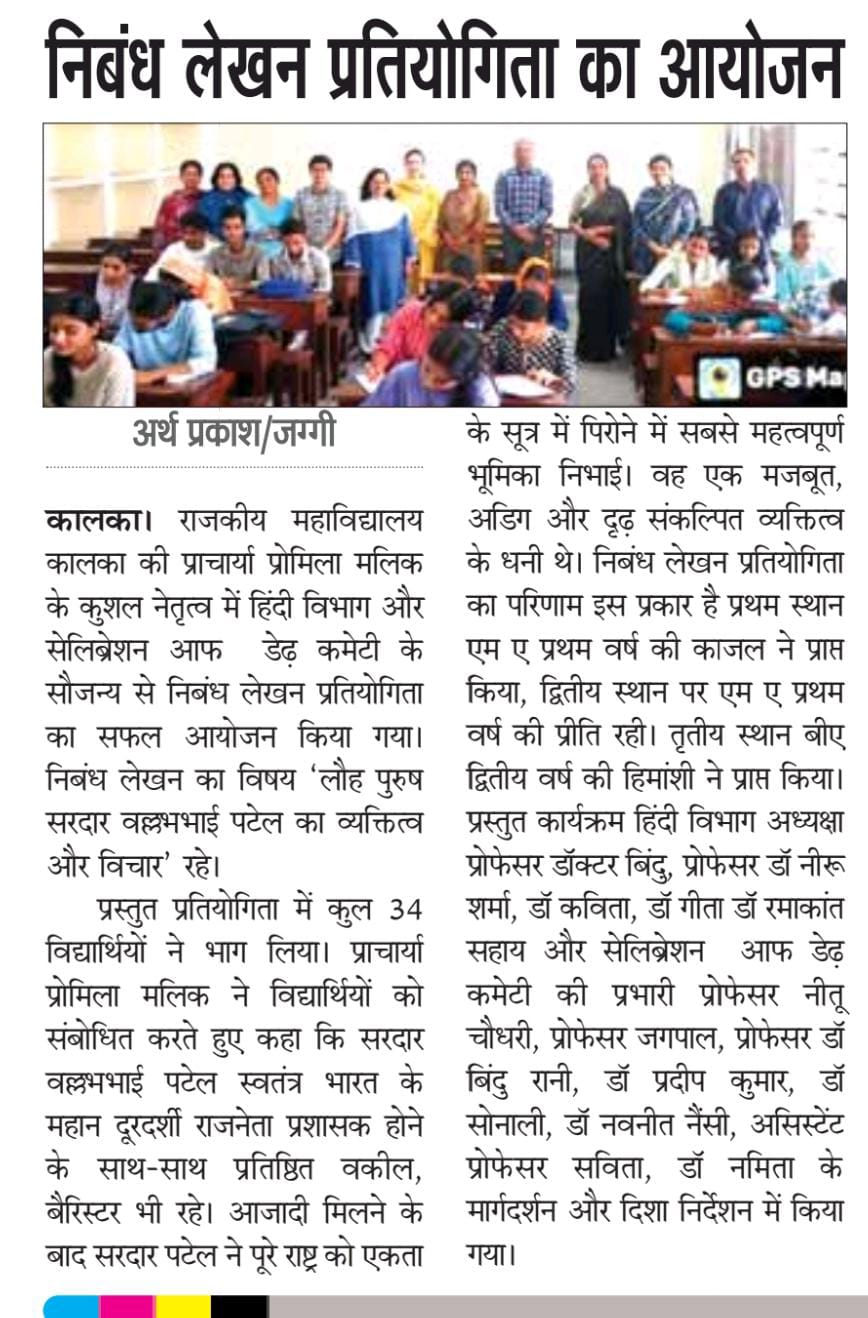 निबंध लेखन प्रतियोगिता का आयोजन
GPS Ma
अर्थ प्रकाश/जग्गी
कालका। राजकीय महाविद्यालय
कालका की प्राचार्या प्रोमिला मलिक
के कुशल नेतृत्व में हिंदी विभाग और
सेलिब्रेशन आफ डेढ़ कमेटी के
सौजन्य से निबंध लेखन प्रतियोगिता
का सफल आयोजन किया गया।
निबंध लेखन का विषय ‘लौह पुरुष
सरदार वल्लभभाई पटेल का व्यक्तित्व
और विचार’ रहे।
प्रस्तुत प्रतियोगिता में कुल 34
विद्यार्थियों ने भाग लिया। प्राचार्या
प्रोमिला मलिक ने विद्यार्थियों को
संबोधित करते हुए कहा कि सरदार
वल्लभभाई पटेल स्वतंत्र भारत के
महान दूरदर्शी राजनेता प्रशासक होने
के साथ-साथ प्रतिष्ठित वकील,
बैरिस्टर भी रहे। आजादी मिलने के
बाद सरदार पटेल ने पूरे राष्ट्र को एकता
के सूत्र में पिरोने में सबसे महत्वपूर्ण
भूमिका निभाई। वह एक मजबूत,
अडिग और दृढ़ संकल्पित व्यक्तित्व
के धनी थे। निबंध लेखन प्रतियोगिता
का परिणाम इस प्रकार है प्रथम स्थान
एम ए प्रथम वर्ष की काजल ने प्राप्त
किया, द्वितीय स्थान पर एम ए प्रथम
वर्ष की प्रीति रही। तृतीय स्थान बीए
द्वितीय वर्ष की हिमांशी ने प्राप्त किया।
प्रस्तुत कार्यक्रम हिंदी विभाग अध्यक्षा
प्रोफेसर डॉक्टर बिंदु, प्रोफेसर डॉ नीरू
शर्मा, डॉ कविता, डॉ गीता डॉ रमाकांत
सहाय और सेलिब्रेशन आफ डेढ़
कमेटी की प्रभारी प्रोफेसर नीतू
चौधरी, प्रोफेसर जगपाल, प्रोफेसर डॉ
बिंदु रानी, डॉ प्रदीप कुमार, डॉ
सोनाली, डॉ नवनीत नैंसी, असिस्टेंट
प्रोफेसर सविता, डॉ नमिता के
मार्गदर्शन और दिशा निर्देशन में किया
गया।